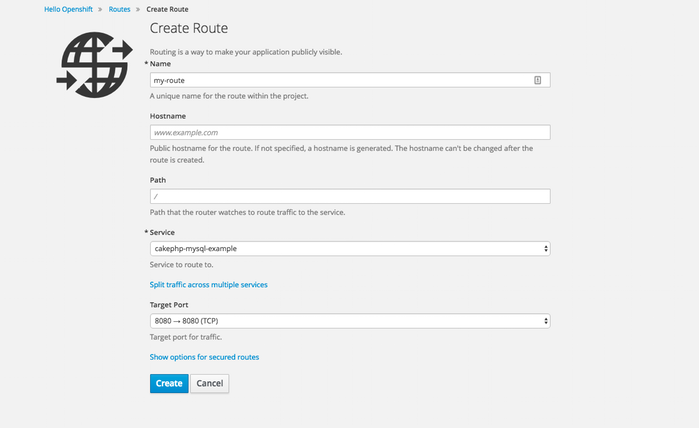 Hello Openshift » Routes » Create Route
Create Route
Routing is a way to make your application publicly visible.
* Name
my-route
A unique name for the route within the project.
Hostname
www.example.com
Public hostname for the route. If not specified, a hostname is generated. The hostname can't be changed after the
route is created.
Path
/
Path that the router watches to route traffic to the service.
* Service
cakephp-mysql-example
Service to route to.
Split traffic across multiple services
Target Port
8080 → 8080 (TCP)
Target port for traffic.
Show options for secured routes
Create Cancel